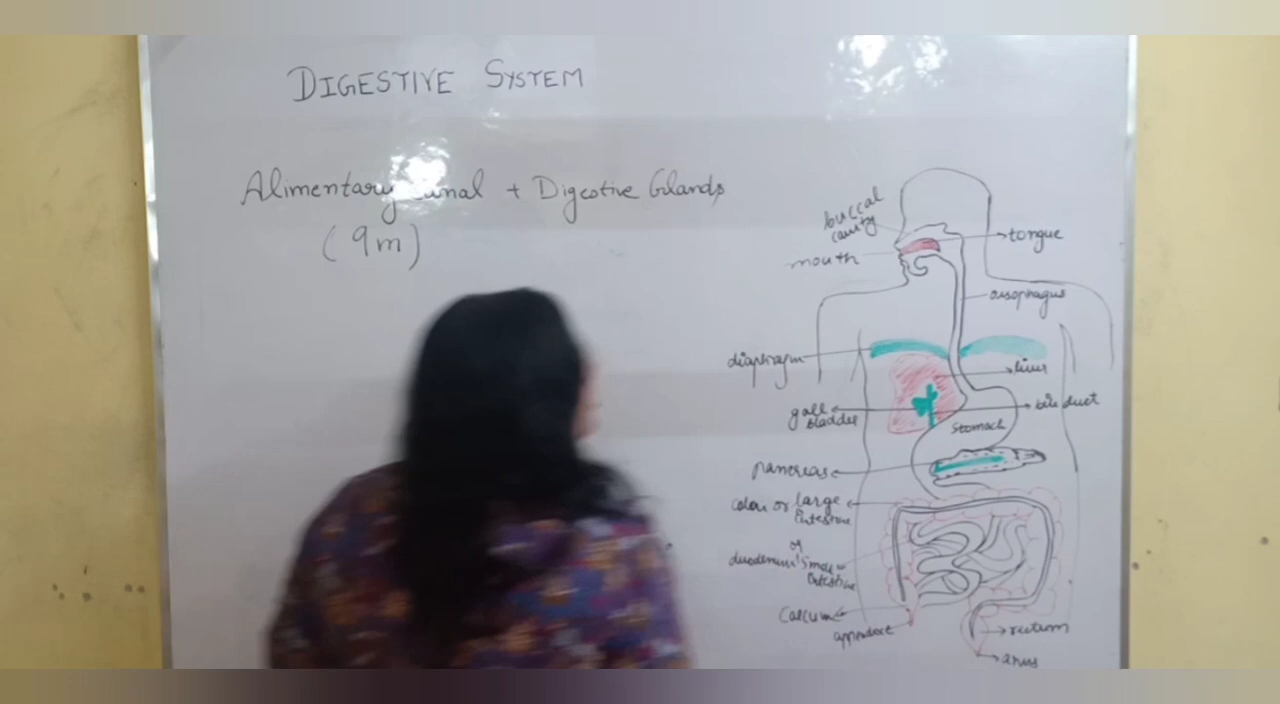 DIGESTIVE SYSTEM
Alimentary Canal + Digestive Glands
(9m)
buccal
cavity
tongue
mouth
oesophagus
diaphragm
liver
gall
bladder
bile duct
stomach
pancreas
colon or large
intestine
or
duodenum small
intestine
Caecum
appendect
rectum
anus